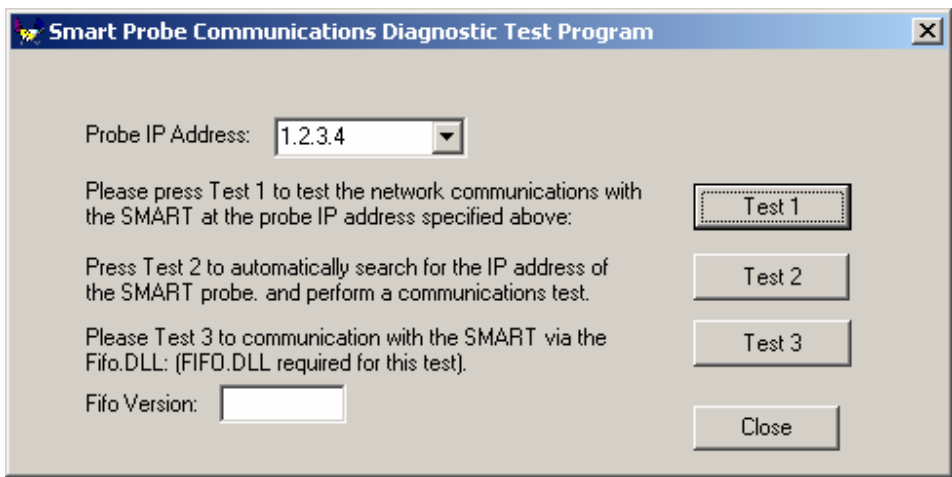 Smart Probe Communications Diagnostic Test Program
Probe IP Address: 1.2.3.4
Please press Test 1 to test the network communications with
the SMART at the probe IP address specified above:
Test 1
Press Test 2 to automatically search for the IP address of
the SMART probe. and perform a communications test.
Test 2
Please Test 3 to communication with the SMART via the
Fifo.DLL: (FIFO.DLL required for this test).
Test 3
Fifo Version:
Close